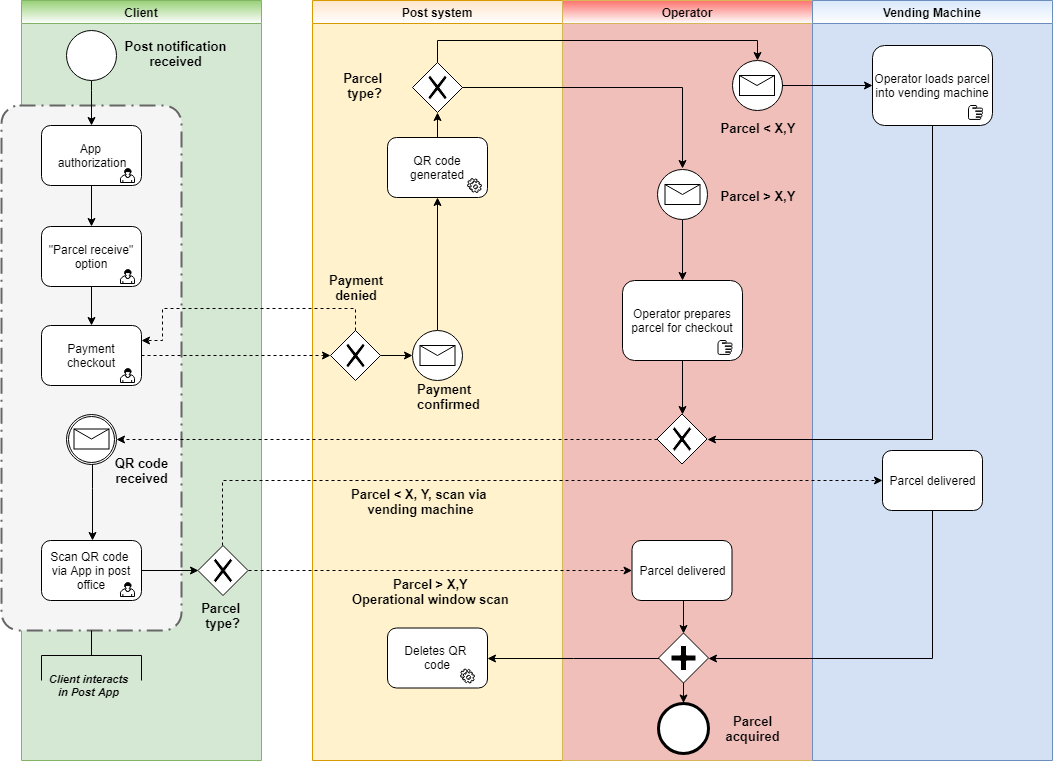 Client
Post system
Operator
Vending Machine
Post notification
received
App
authorization
"Parcel receive"
option
Payment
checkout
QR code
received
Scan QR code
via App in post
office
Parcel
type?
Client interacts
in Post App
Parcel
type?
QR code
generated
Payment
denied
Payment
confirmed
Parcel < X, Y, scan via
vending machine
Parcel > X,Y
Operational window scan
Deletes QR
code
Parcel < X,Y
Parcel > X,Y
Operator prepares
parcel for checkout
Parcel delivered
Parcel
acquired
Operator loads parcel
into vending machine
Parcel delivered